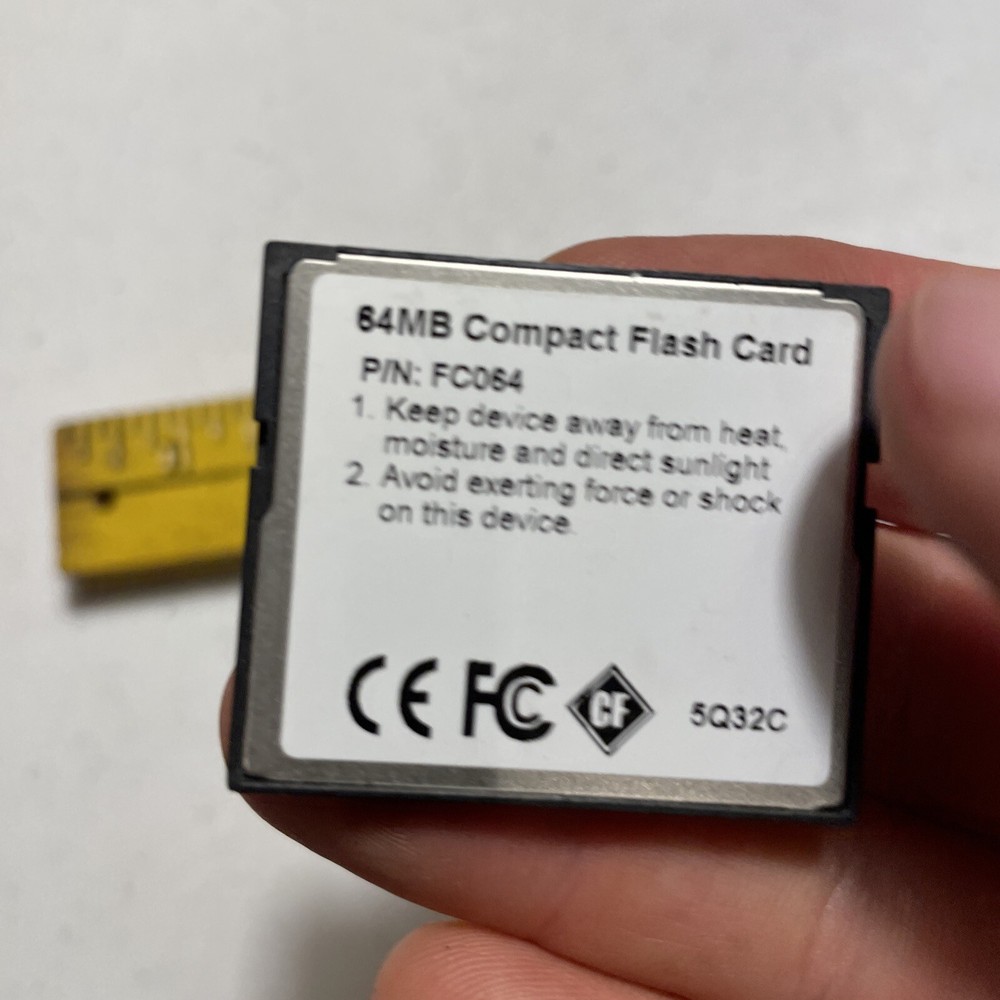 64MB Compact Flash Card
P/N: FC064
1. Keep device away from heat,
moisture and direct sunlight
2. Avoid exerting force or shock
on this device.
CE FC CF 5Q32C